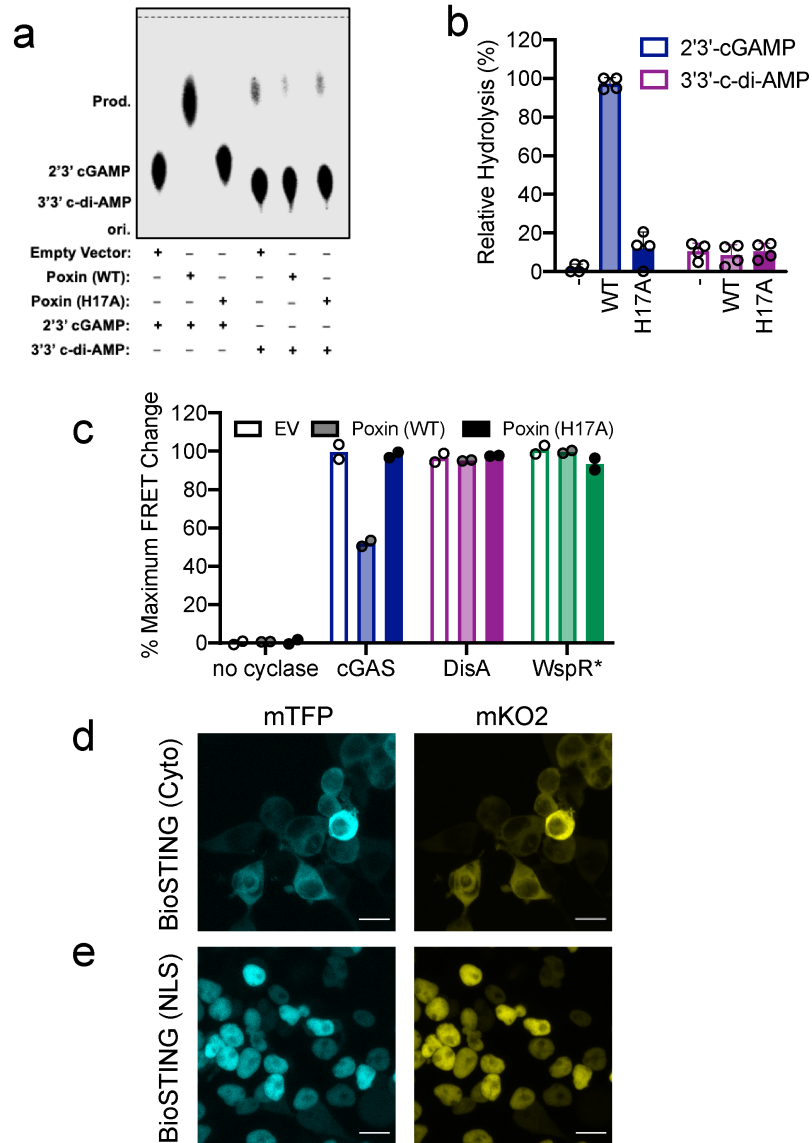 a
Prod.
2'3' cGAMP
3'3' c-di-AMP
ori.
Empty Vector: + – – + – –
Poxin (WT): – + – – + –
Poxin (H17A): – – + – – +
2'3' cGAMP: + + + – – –
3'3' c-di-AMP: – – – + + +
b
Relative Hydrolysis (%)
120
100
80
60
40
20
0
2'3'-cGAMP
3'3'-c-di-AMP
- WT H17A - WT H17A
c
% Maximum FRET Change
120
100
80
60
40
20
0
EV Poxin (WT) Poxin (H17A)
no cyclase cGAS DisA WspR*
mTFP mKO2
d
BioSTING (Cyto)
e
BioSTING (NLS)